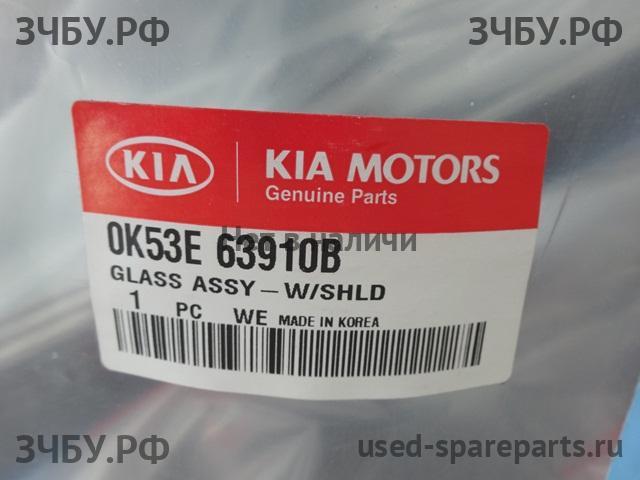 ЗЧБУ.РФ ЗЧБУ.РФ
KIA KIA MOTORS
Genuine Parts
0K53E 63910B
Нет в наличи
GLASS ASSY-W/SHLD
1 PC WE MADE IN KOREA
ЗЧБУ.РФ used-spareparts.ru